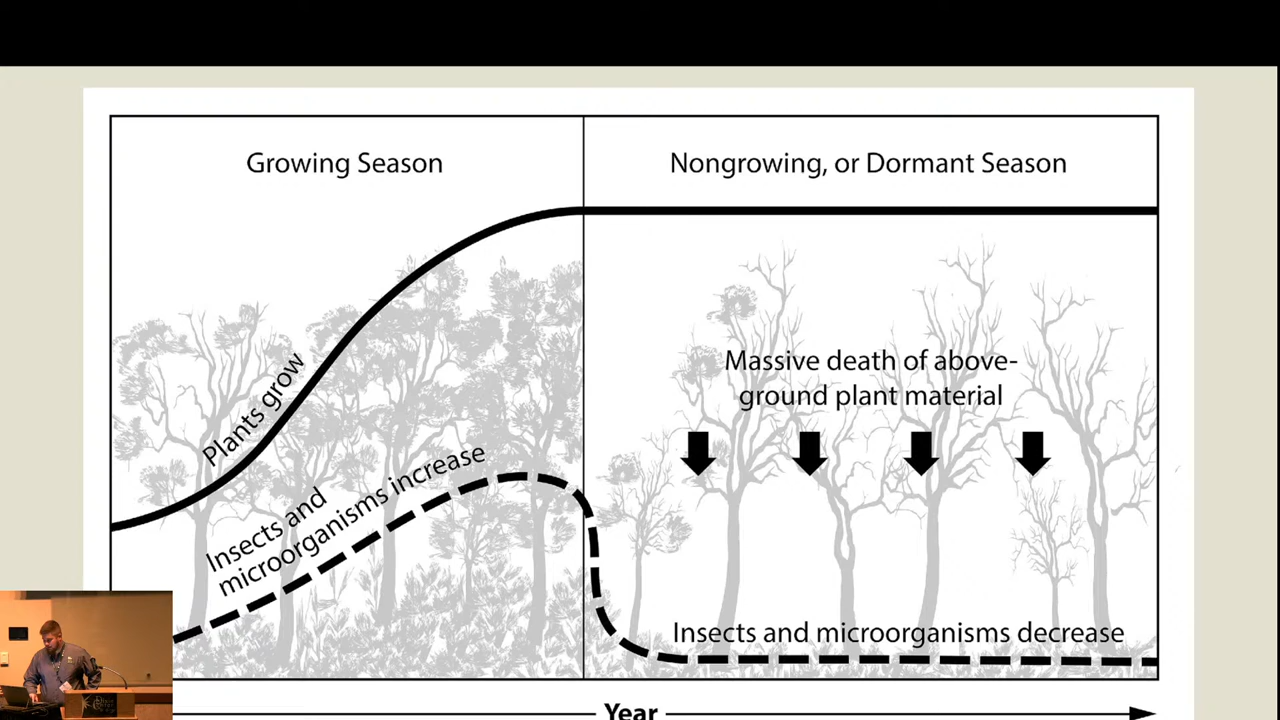 Growing Season
Nongrowing, or Dormant Season
Plants grow
Insects and
microorganisms increase
Massive death of above-
ground plant material
Insects and microorganisms decrease
Year